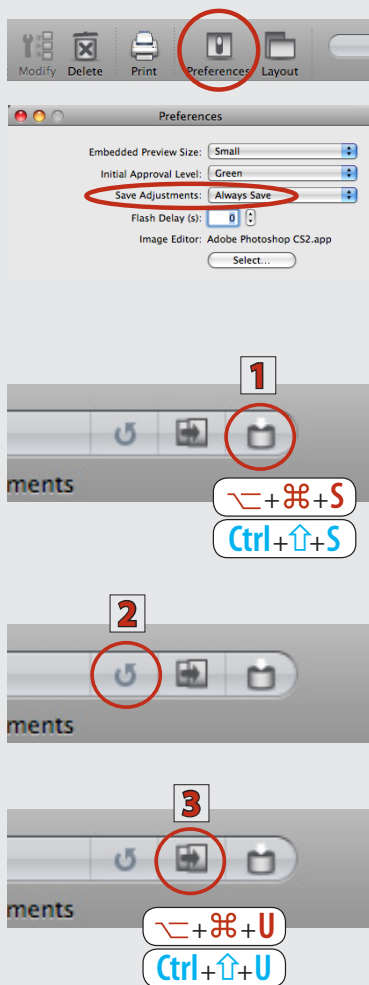 Modify Delete Print Preferences Layout
Preferences
Embedded Preview Size: Small
Initial Approval Level: Green
Save Adjustments: Always Save
Flash Delay (s): 0
Image Editor: Adobe Photoshop CS2.app
Select...
1
ments
⌥+⌘+S
Ctrl+⇧+S
2
ments
3
ments
⌥+⌘+U
Ctrl+⇧+U